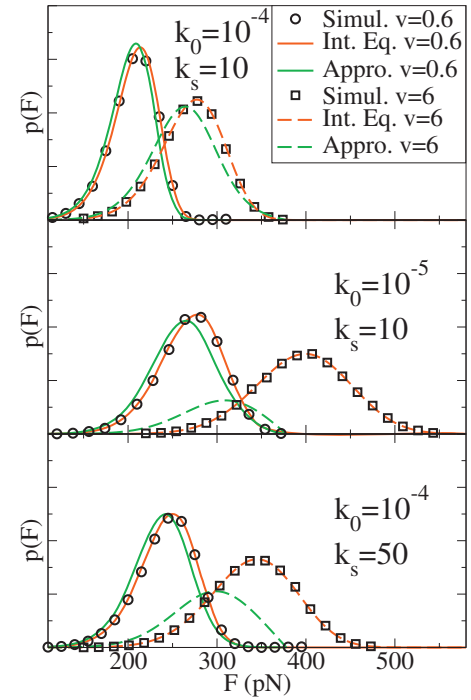 k₀=10⁻⁴
kₛ=10
Simul. v=0.6
Int. Eq. v=0.6
Appro. v=0.6
Simul. v=6
Int. Eq. v=6
Appro. v=6
p(F)
k₀=10⁻⁵
kₛ=10
p(F)
k₀=10⁻⁴
kₛ=50
p(F)
200 300 400 500
F (pN)